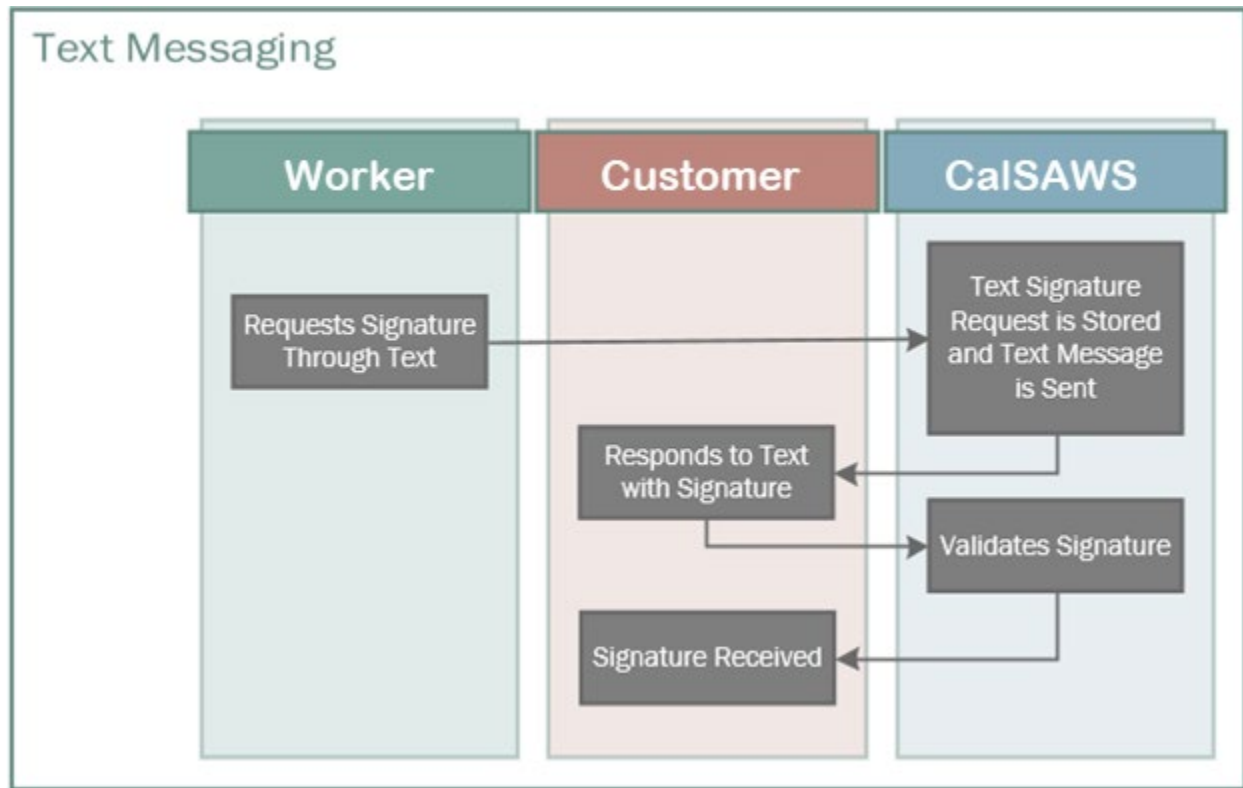 Text Messaging
Worker
Customer
CalSAWS
Requests Signature
Through Text
Text Signature
Request is Stored
and Text Message
is Sent
Responds to Text
with Signature
Validates Signature
Signature Received